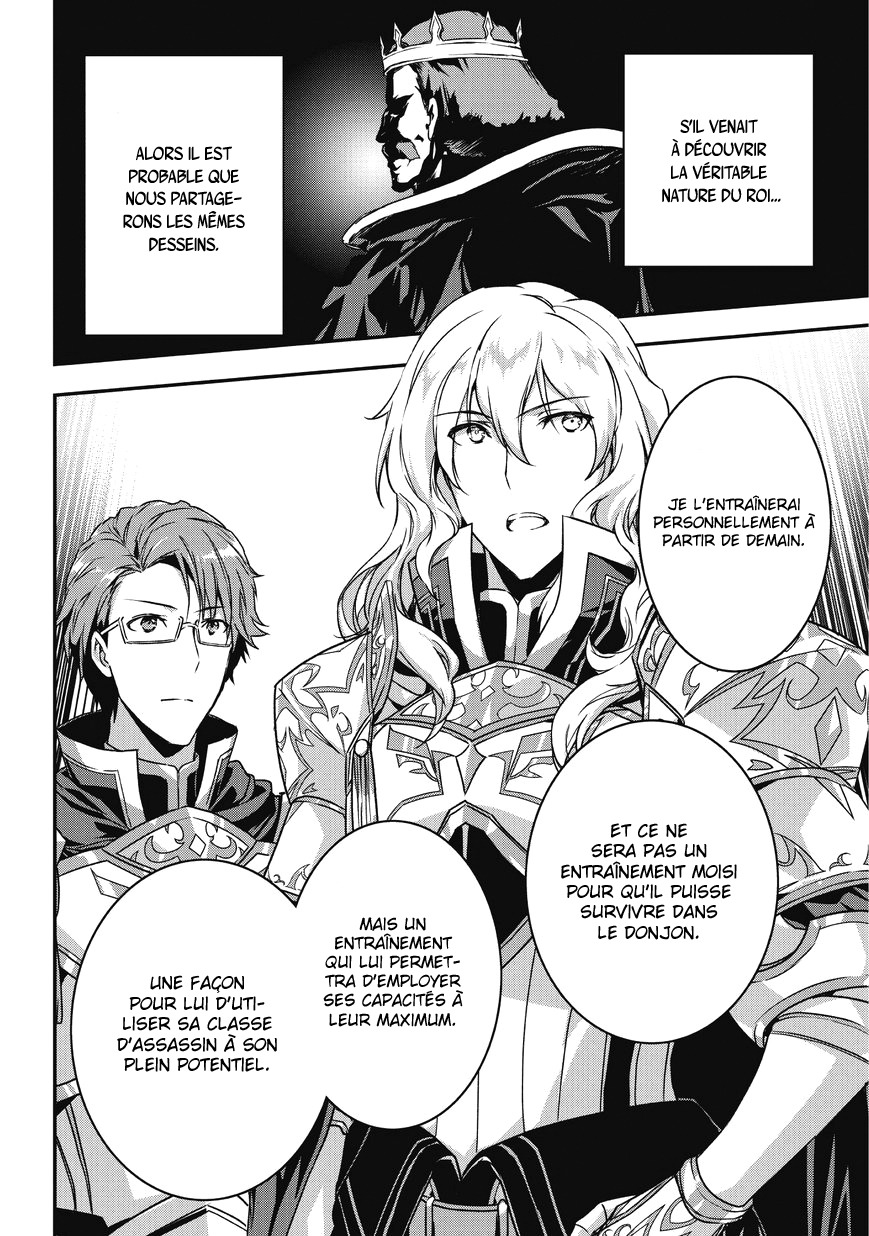 S'IL VENAIT
À DÉCOUVRIR
LA VÉRITABLE
NATURE DU ROI...
ALORS IL EST
PROBABLE QUE
NOUS PARTAGE-
RONS LES MÊMES
DESSEINS.
JE L'ENTRAÎNERAI
PERSONNELLEMENT À
PARTIR DE DEMAIN.
ET CE NE
SERA PAS UN
ENTRAÎNEMENT MOISI
POUR QU'IL PUISSE
SURVIVRE DANS
LE DONJON.
MAIS UN
ENTRAÎNEMENT
QUI LUI PERMET-
TRA D'EMPLOYER
SES CAPACITÉS À
LEUR MAXIMUM.
UNE FAÇON
POUR LUI D'UTI-
LISER SA CLASSE
D'ASSASSIN À SON
PLEIN POTENTIEL.